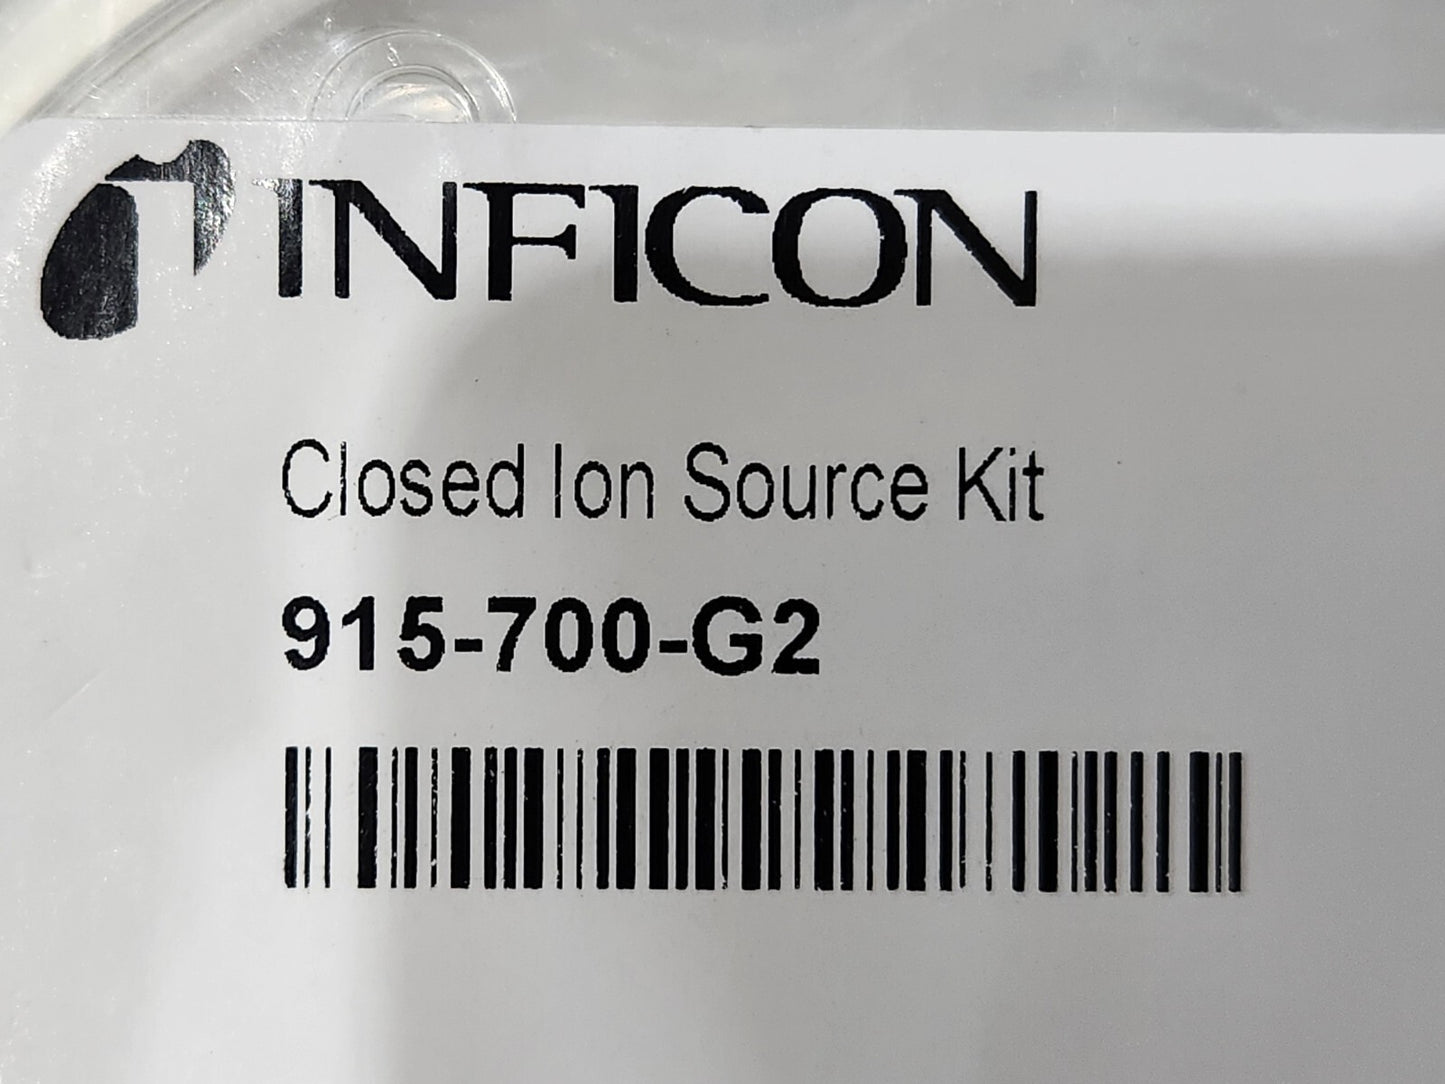 INFICON
Closed Ion Source Kit
915-700-G2